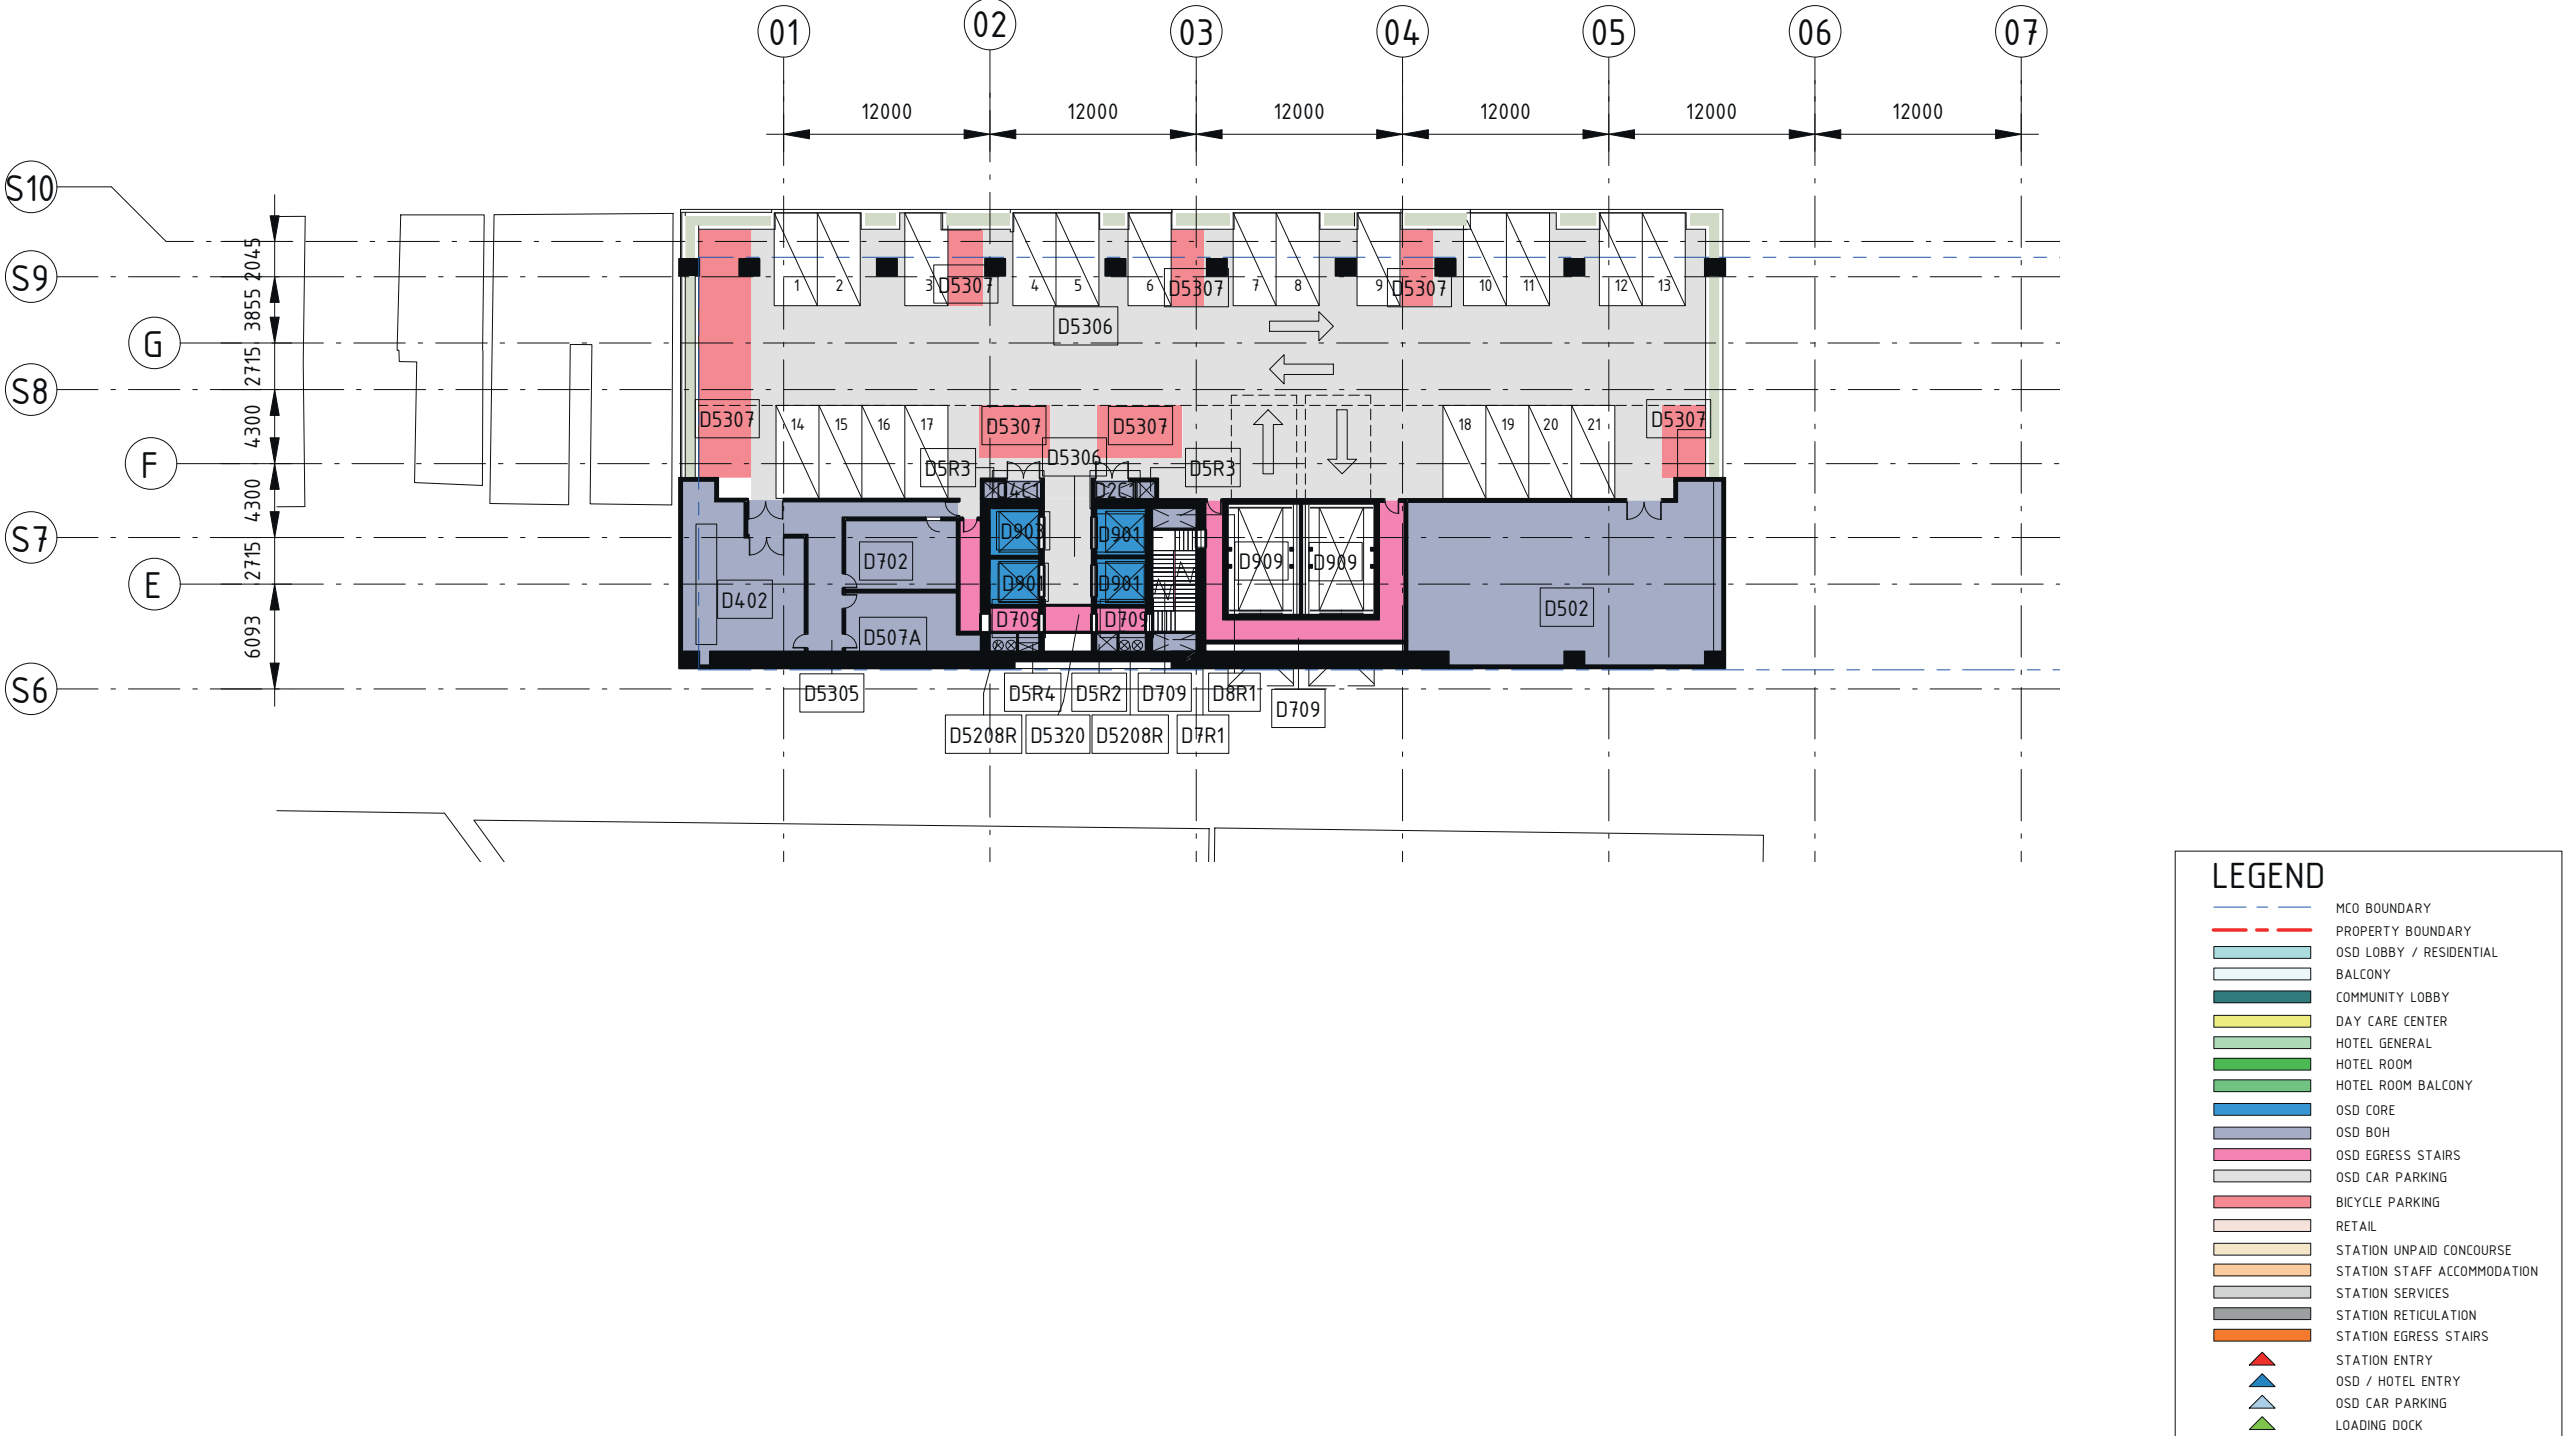 01 02 03 04 05 06 07
12000 12000 12000 12000 12000 12000
S10
2045
S9
3855
G
2715
S8
4300
F
4300
S7
2715
E
6093
S6
1 2 3 D5307 4 5 6 D5307 7 8 9 D5307 10 11 12 13
D5306
D5307 14 15 16 17 D5307 D5307 18 19 20 21 D5307
D5R3 D5306 D5R3
D903 D901
D702 D909 D909
D901 D901
D402 D502
D507A D709 D709
D5305 D5R4 D5R2 D709 D8R1 D709
D5208R D5320 D5208R D7R1
LEGEND
MCO BOUNDARY
PROPERTY BOUNDARY
OSD LOBBY / RESIDENTIAL
BALCONY
COMMUNITY LOBBY
DAY CARE CENTER
HOTEL GENERAL
HOTEL ROOM
HOTEL ROOM BALCONY
OSD CORE
OSD BOH
OSD EGRESS STAIRS
OSD CAR PARKING
BICYCLE PARKING
RETAIL
STATION UNPAID CONCOURSE
STATION STAFF ACCOMMODATION
STATION SERVICES
STATION RETICULATION
STATION EGRESS STAIRS
STATION ENTRY
OSD / HOTEL ENTRY
OSD CAR PARKING
LOADING DOCK